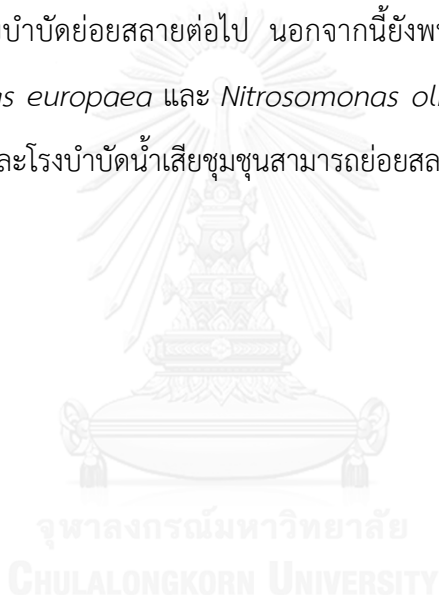 งบำบัดย่อยสลายต่อไป นอกจากนี้ยังพ
s europaea และ Nitrosomonas ol
ละโรงบำบัดน้ำเสียชุมชุนสามารถย่อยสล
จุฬาลงกรณ์มหาวิทยาลัย
CHULALONGKORN UNIVERSITY